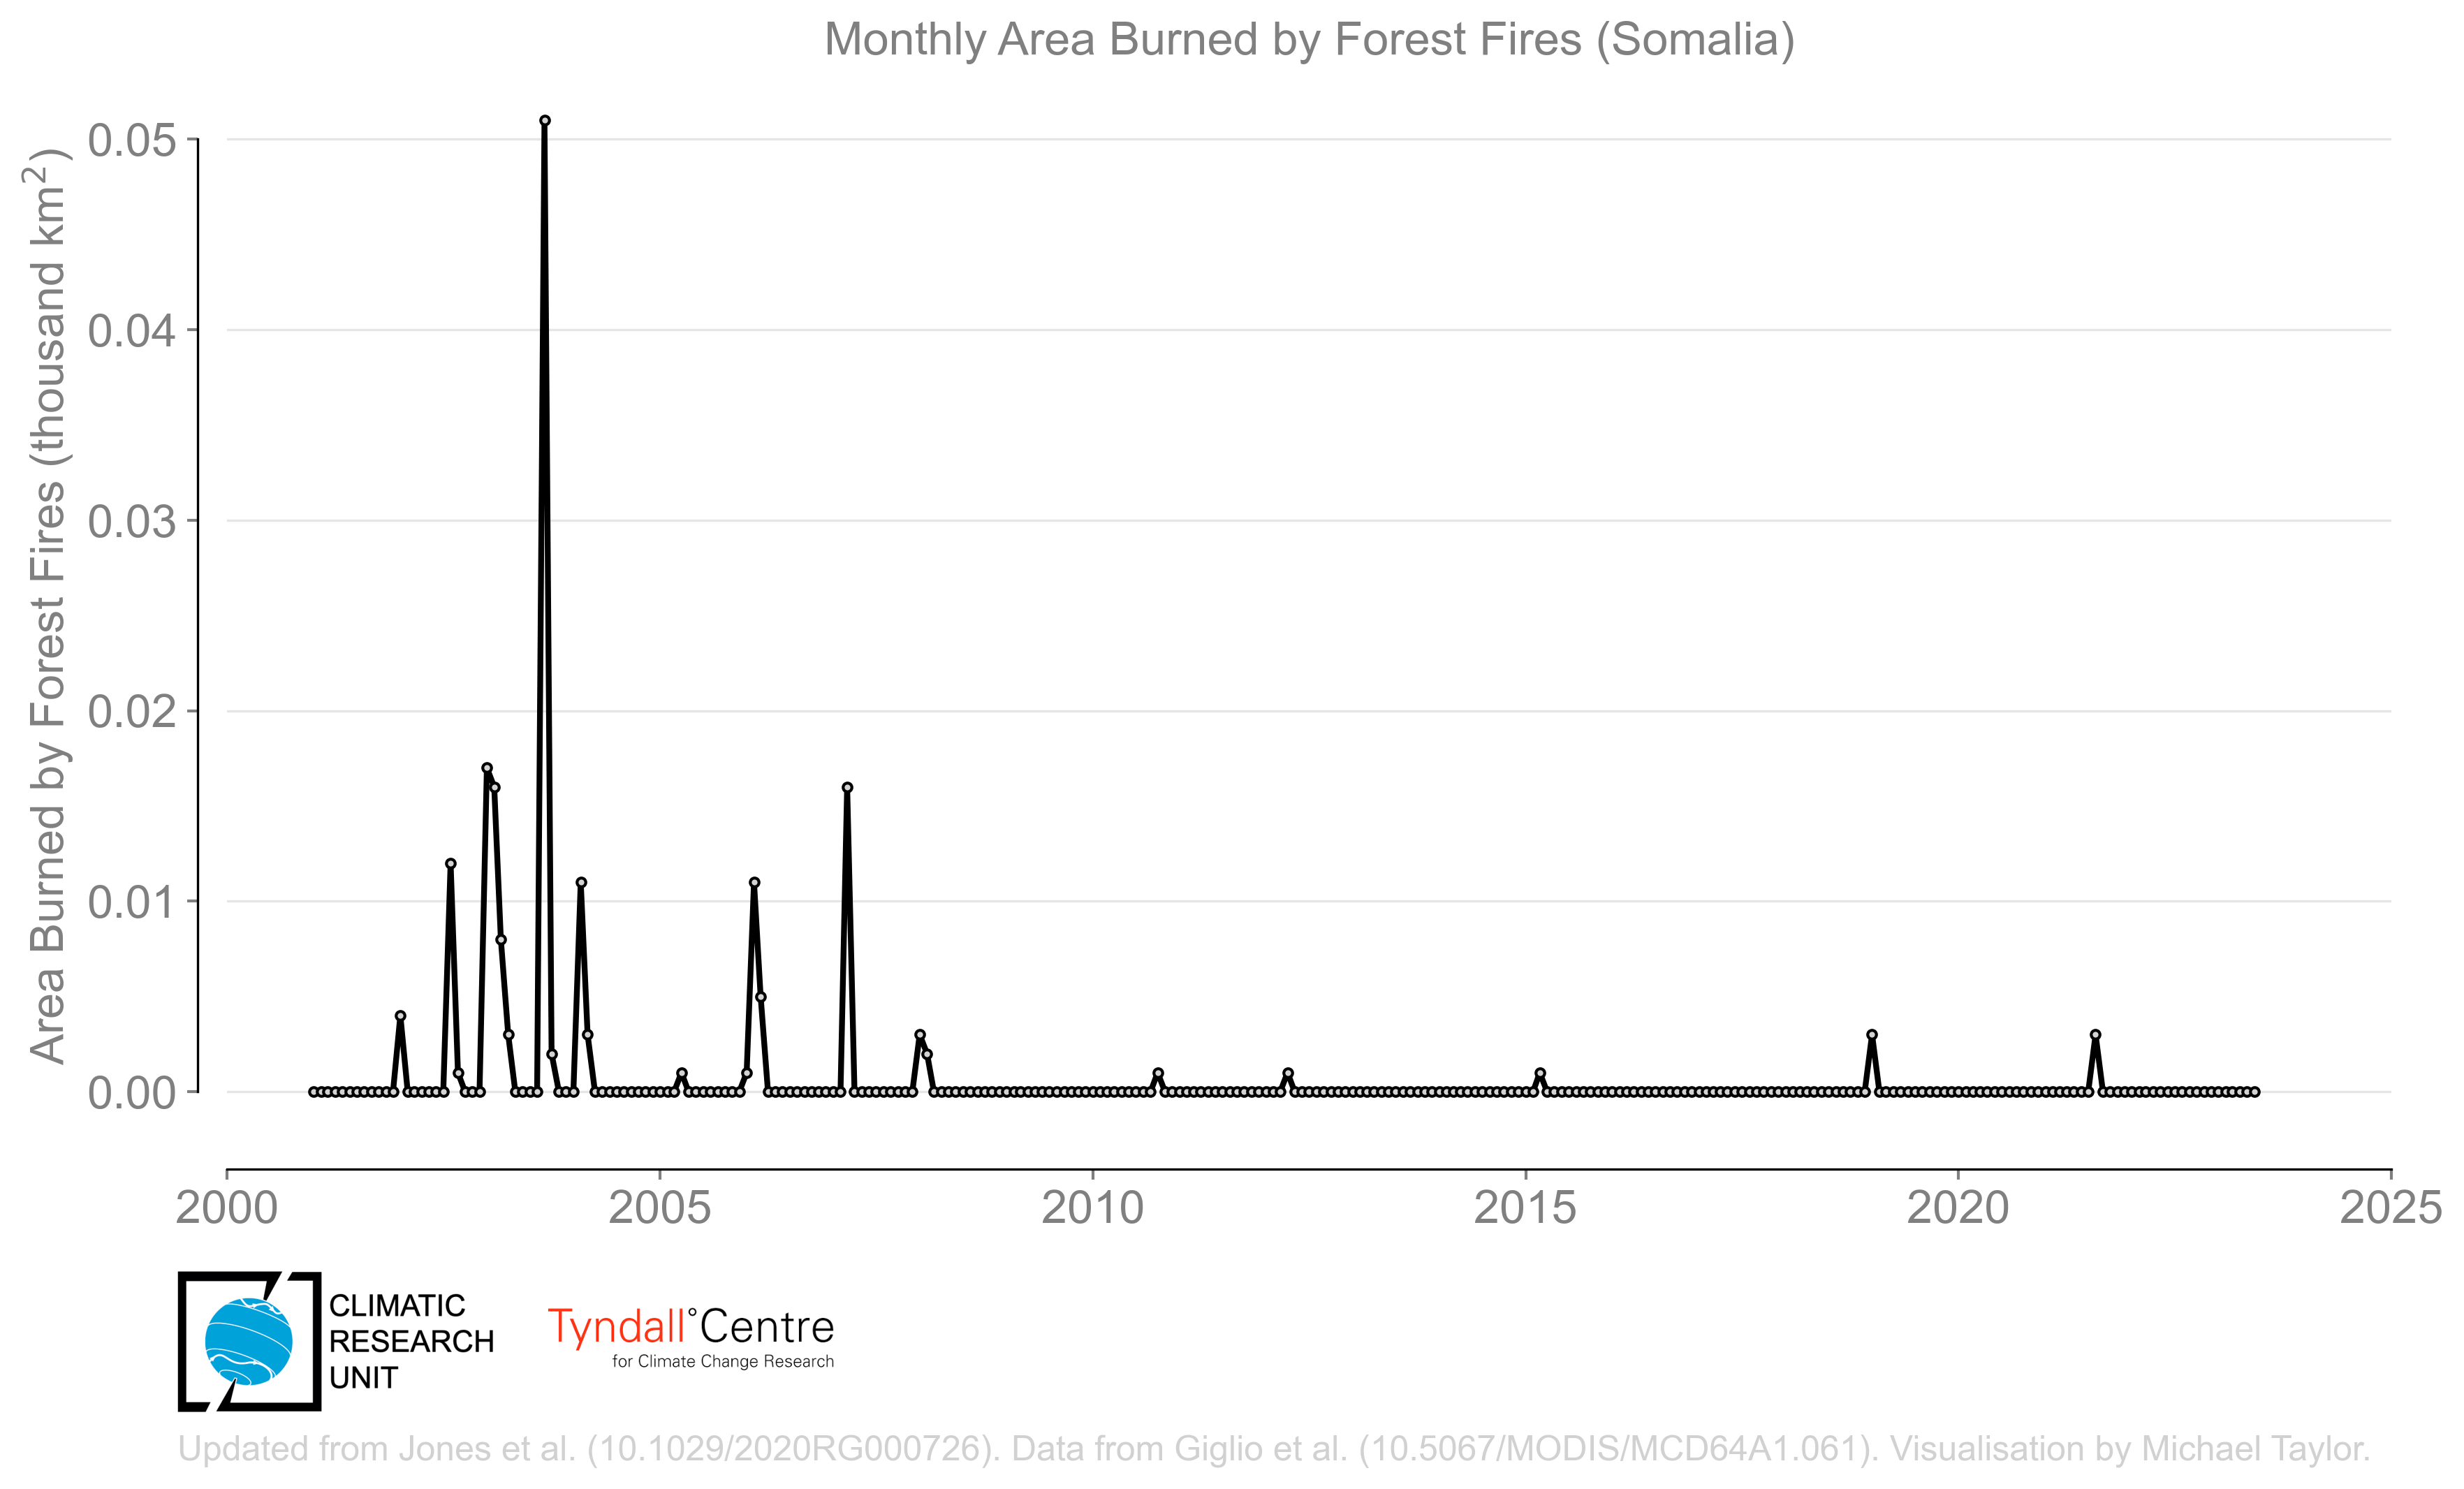 Monthly Area Burned by Forest Fires (Somalia)
Area Burned by Forest Fires (thousand km²)
0.05
0.04
0.03
0.02
0.01
0.00
2000 2005 2010 2015 2020 2025
CLIMATIC
RESEARCH
UNIT
Tyndall°Centre
for Climate Change Research
Updated from Jones et al. (10.1029/2020RG000726). Data from Giglio et al. (10.5067/MODIS/MCD64A1.061). Visualisation by Michael Taylor.